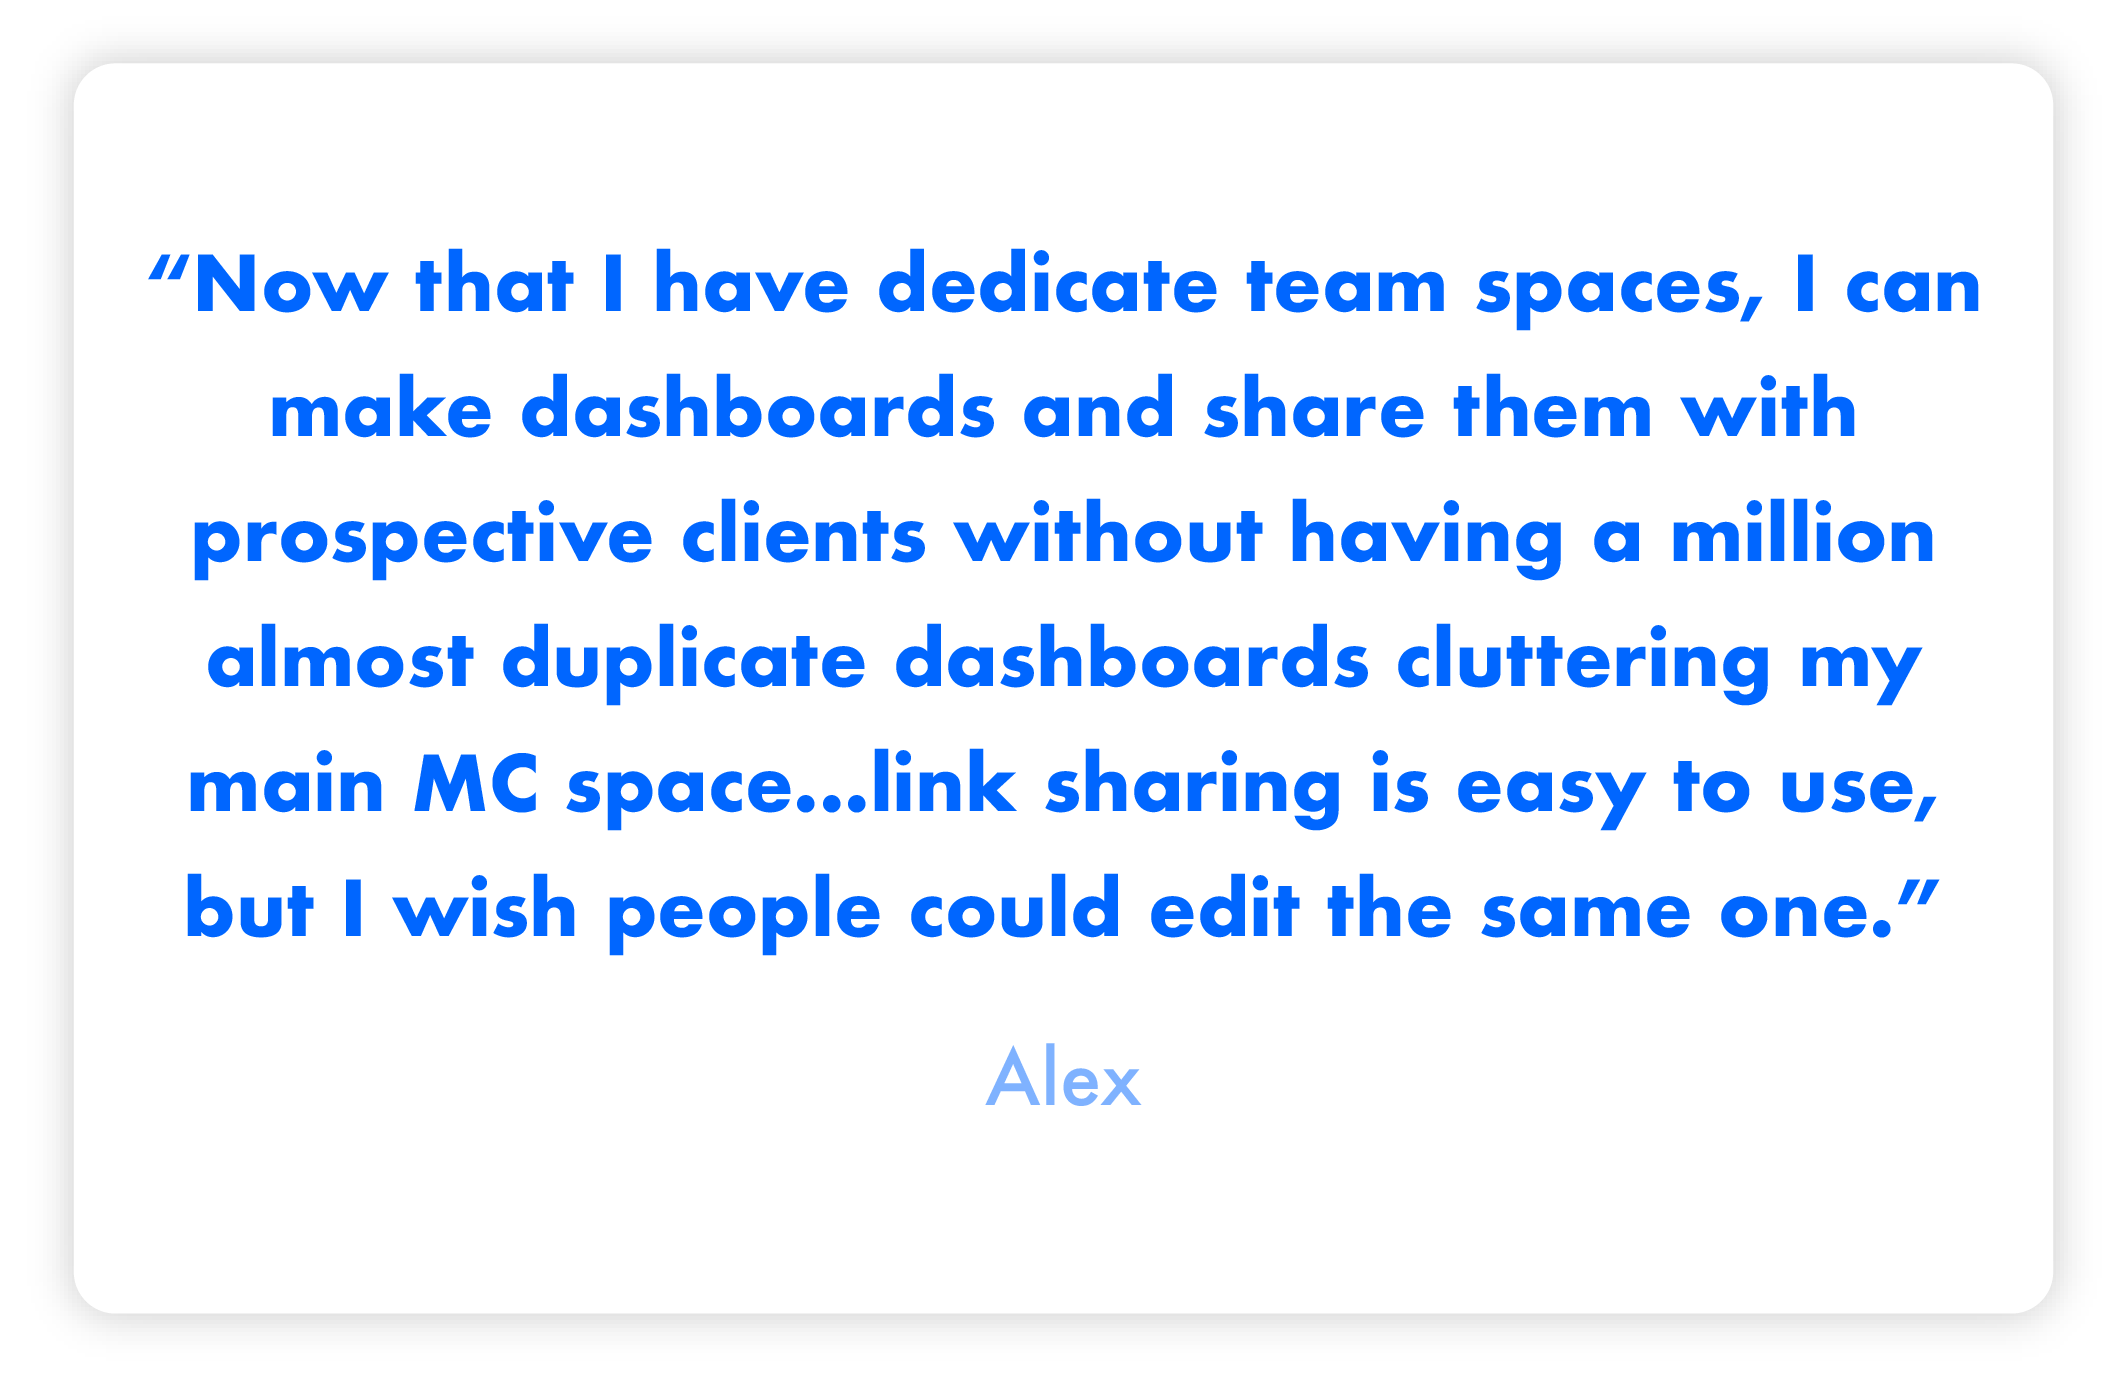 “Now that I have dedicate team spaces, I can
make dashboards and share them with
prospective clients without having a million
almost duplicate dashboards cluttering my
main MC space...link sharing is easy to use,
but I wish people could edit the same one.”
Alex